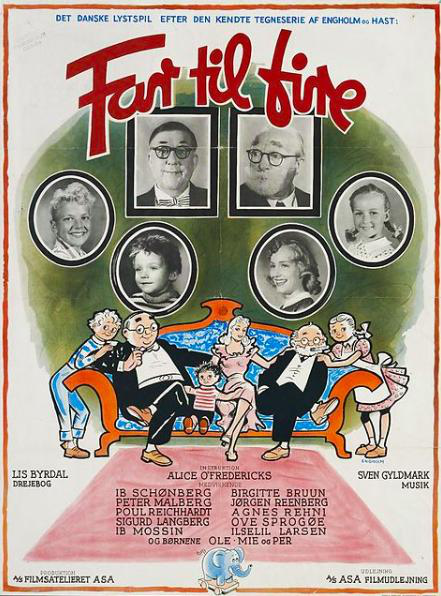 DET DANSKE LYSTSPIL EFTER DEN KENDTE TEGNESERIE AF ENGHOLM OG HAST:
Far til fire
ENGHOLM
LIS BYRDAL
DREJEBOG
INSTRUKTION
ALICE O'FREDERICKS
SVEN GYLDMARK
MUSIK
MEDVIRKENDE
IB SCHØNBERG BIRGITTE BRUUN
PETER MALBERG JØRGEN REENBERG
POUL REICHHARDT AGNES REHNI
SIGURD LANGBERG OVE SPROGØE
IB MOSSIN ILSELIL LARSEN
OG BØRNENE OLE · MIE OG PER
PRODUKTION
A/S FILMSATELIERET ASA
UDLEJNING
A/S ASA FILMUDLEJNING